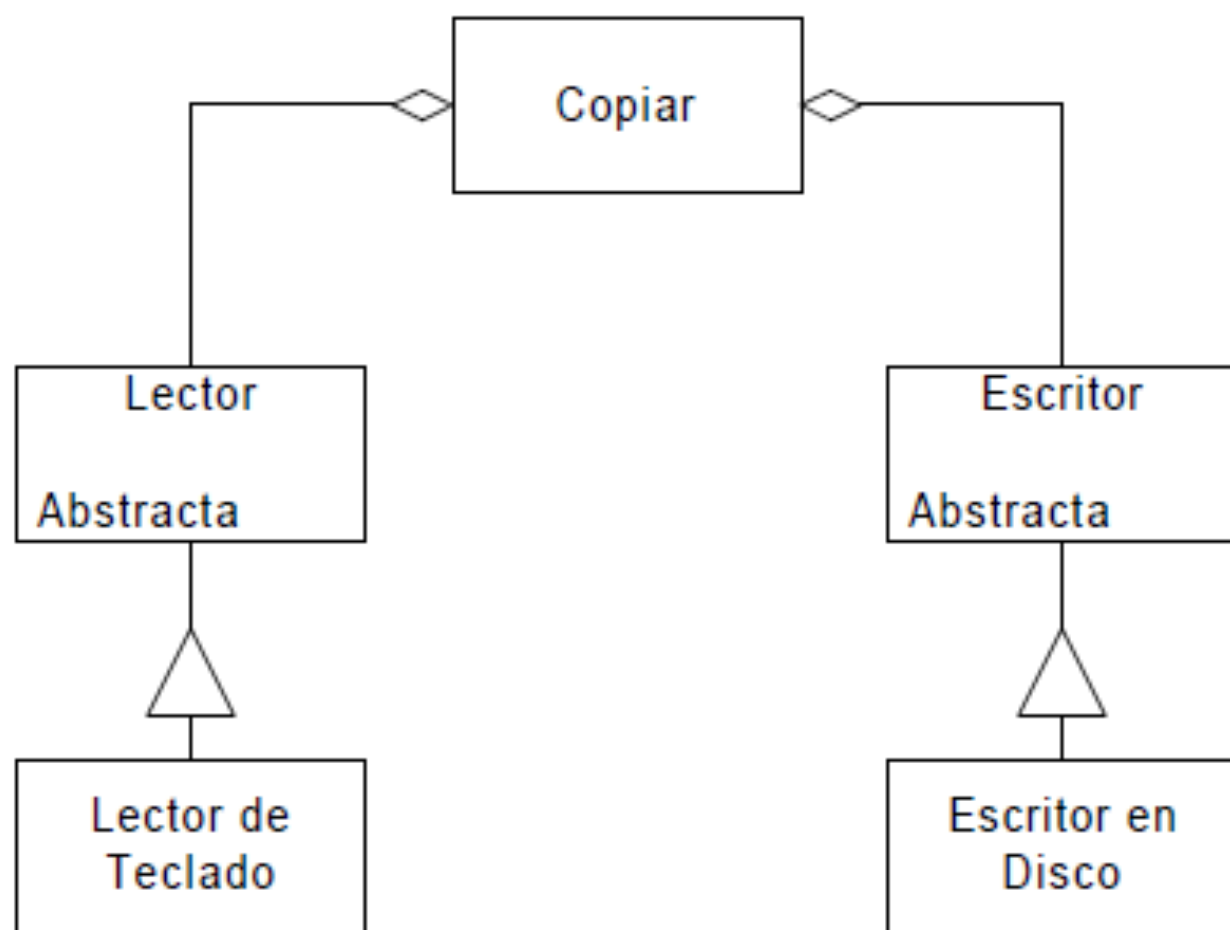 Copiar
Lector
Abstracta
Escritor
Abstracta
Lector de
Teclado
Escritor en
Disco